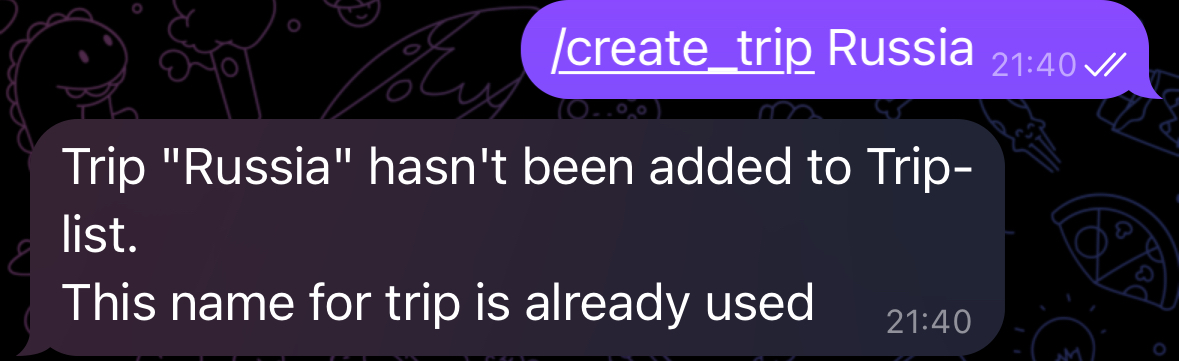 /create_trip Russia 21:40
Trip "Russia" hasn't been added to Trip-
list.
This name for trip is already used 21:40